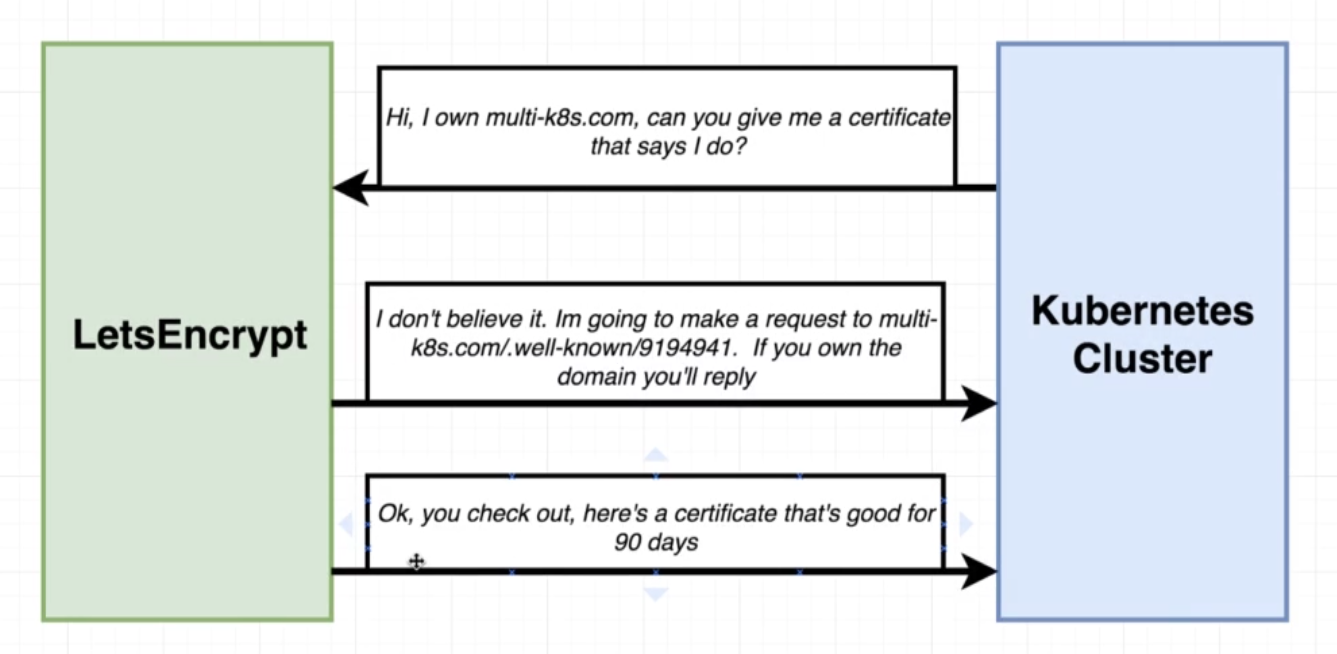 Hi, I own multi-k8s.com, can you give me a certificate
that says I do?
LetsEncrypt
I don't believe it. Im going to make a request to multi-
k8s.com/.well-known/9194941.  If you own the
domain you'll reply
Kubernetes
Cluster
Ok, you check out, here's a certificate that's good for
90 days